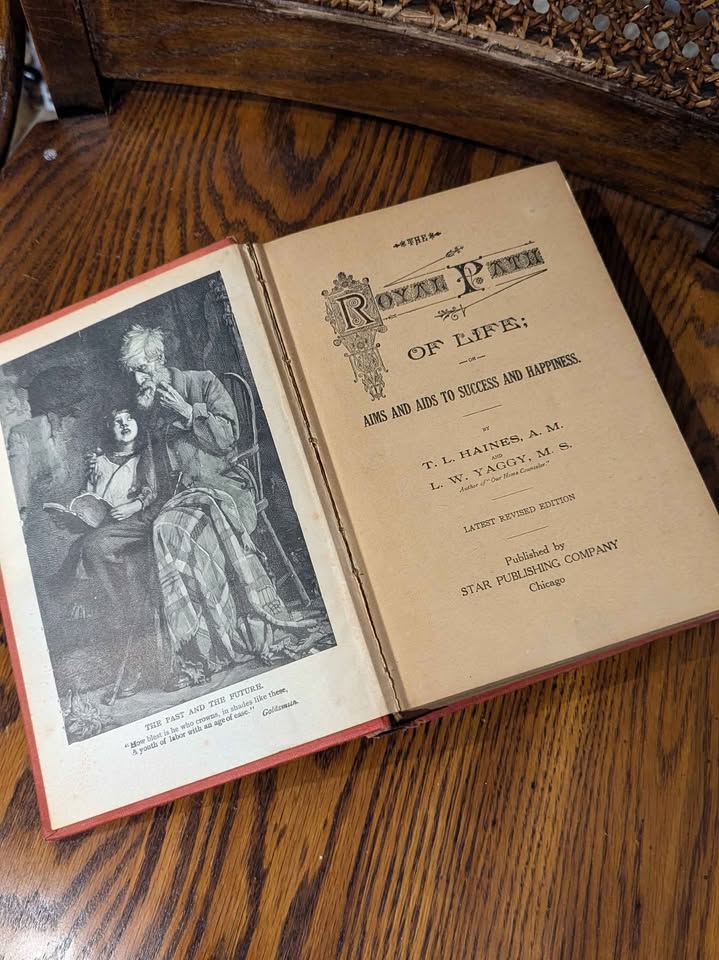 THE PAST AND THE FUTURE.
"How blest is he who crowns, in shades like these,
A youth of labor with an age of ease."
Goldsmith.
THE
ROYAL PATH
OF LIFE;
OR
AIMS AND AIDS TO SUCCESS AND HAPPINESS.
BY
T. L. HAINES, A. M.
AND
L. W. YAGGY, M. S.
Author of "Our Home Counselor"
LATEST REVISED EDITION
Published by
STAR PUBLISHING COMPANY
Chicago